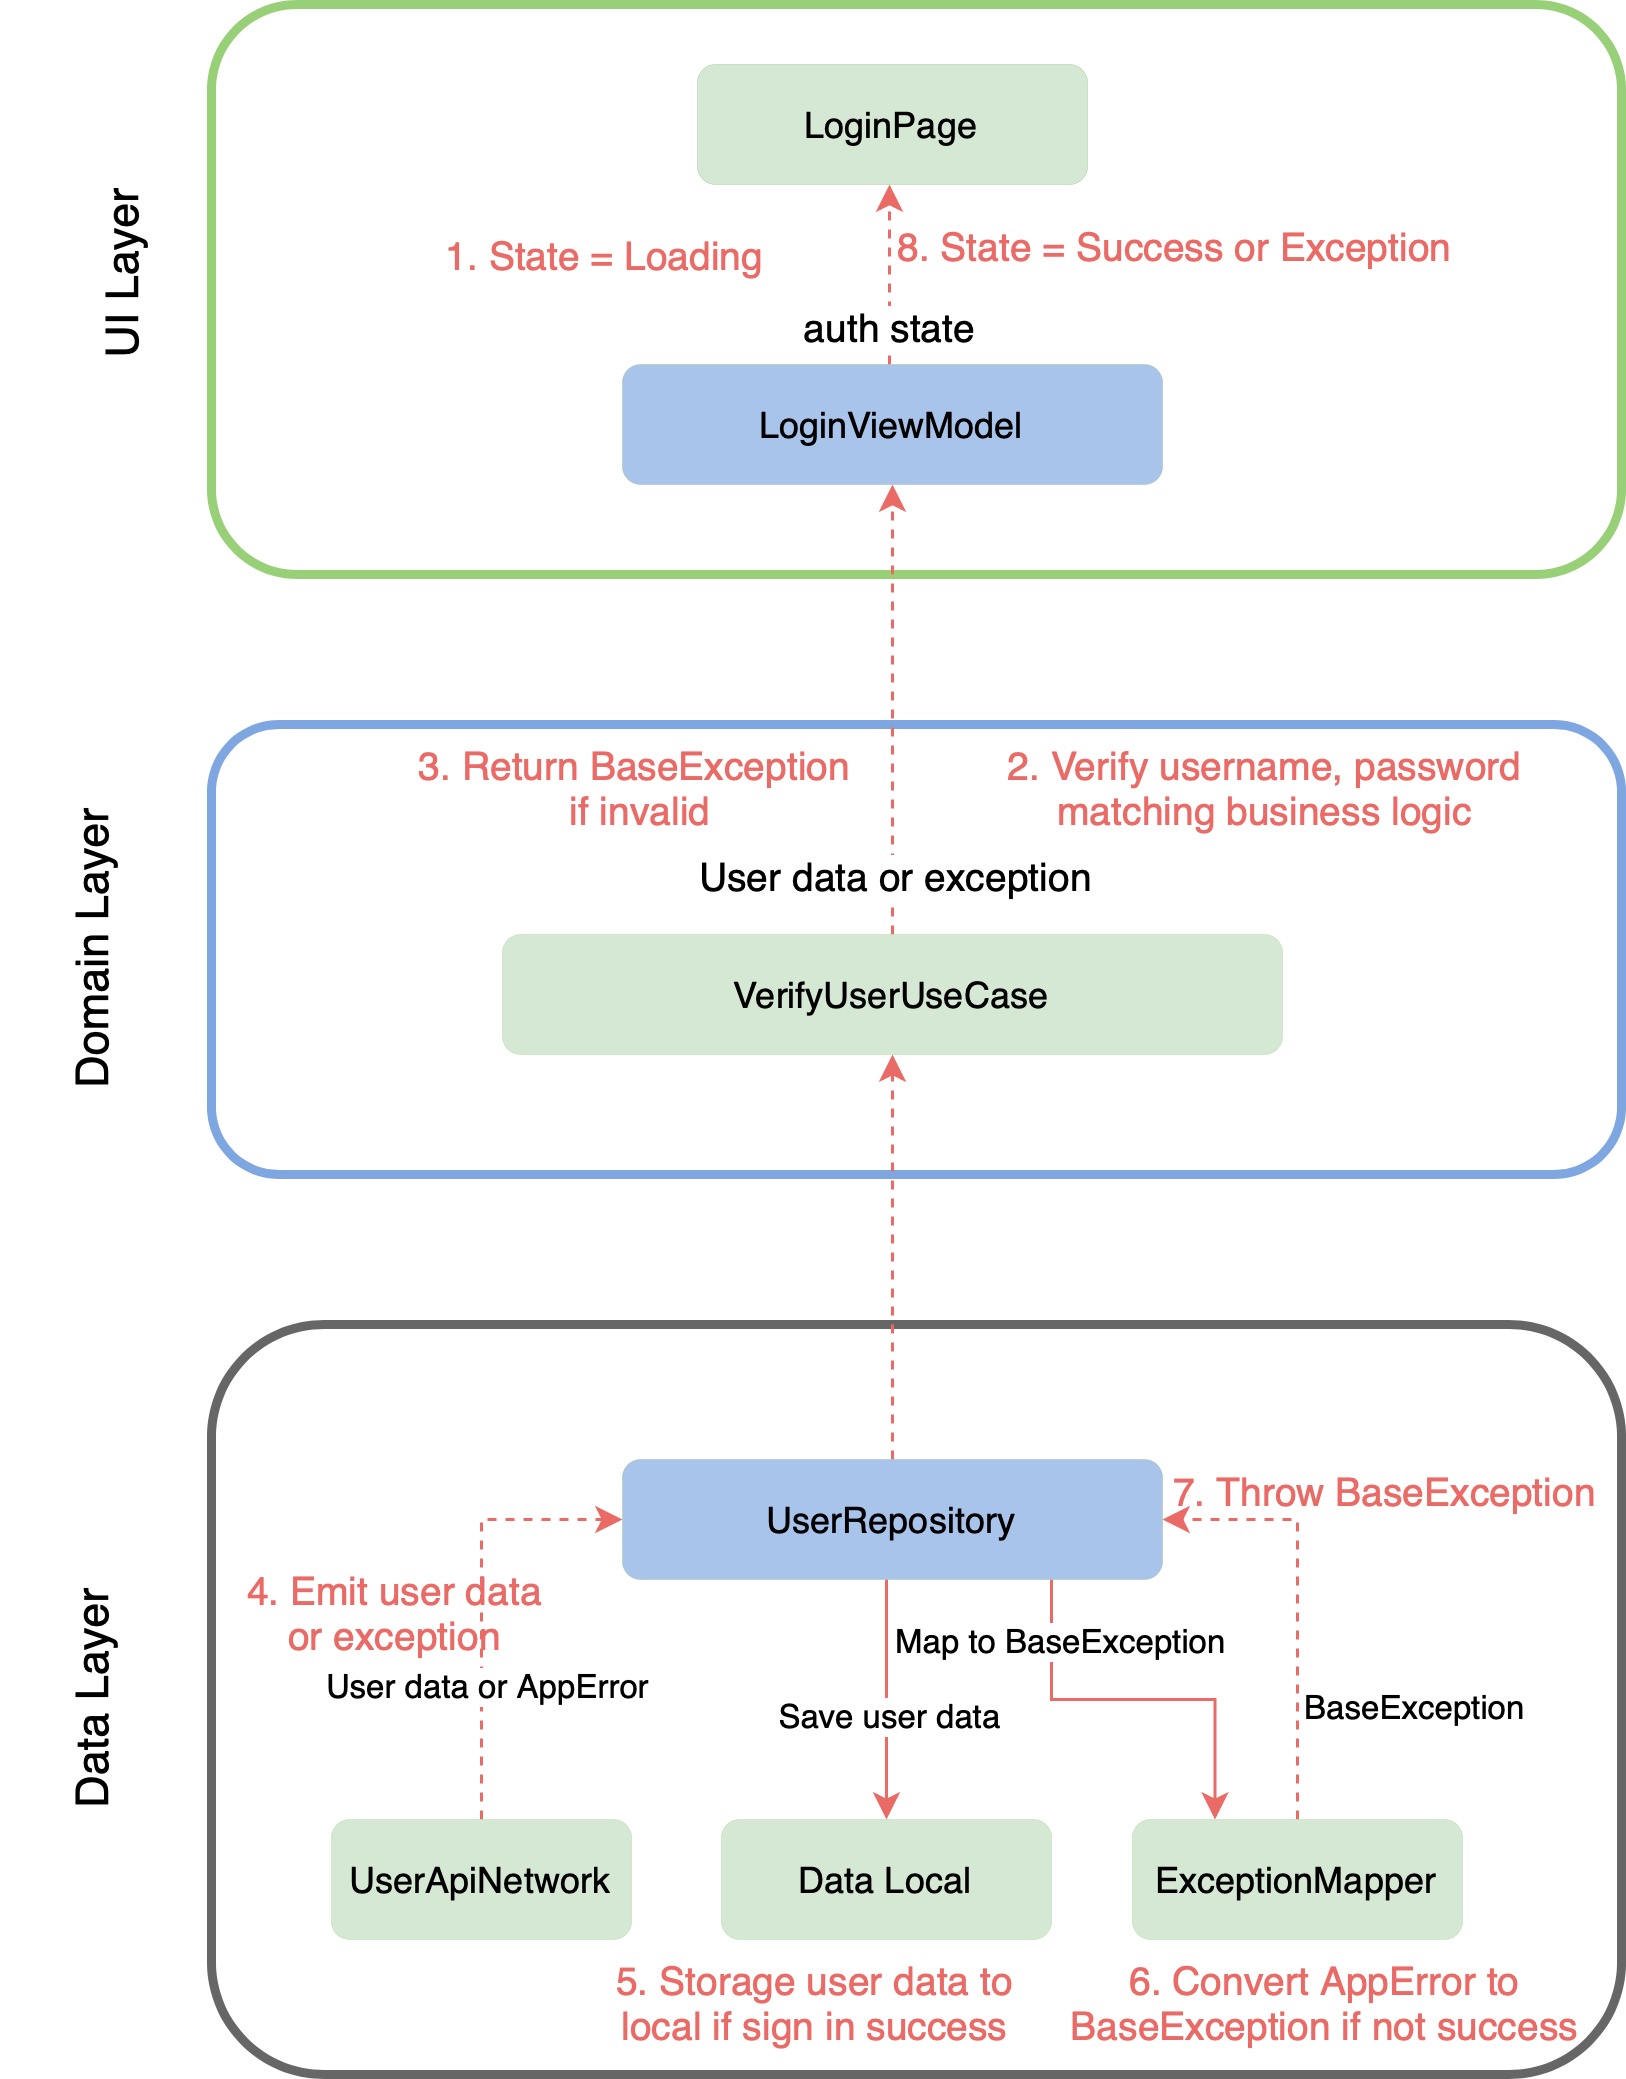 UI Layer
LoginPage
1. State = Loading
8. State = Success or Exception
auth state
LoginViewModel
Domain Layer
3. Return BaseException
if invalid
2. Verify username, password
matching business logic
User data or exception
VerifyUserUseCase
Data Layer
UserRepository
7. Throw BaseException
4. Emit user data
or exception
User data or AppError
Map to BaseException
Save user data
BaseException
UserApiNetwork
Data Local
ExceptionMapper
5. Storage user data to
local if sign in success
6. Convert AppError to
BaseException if not success